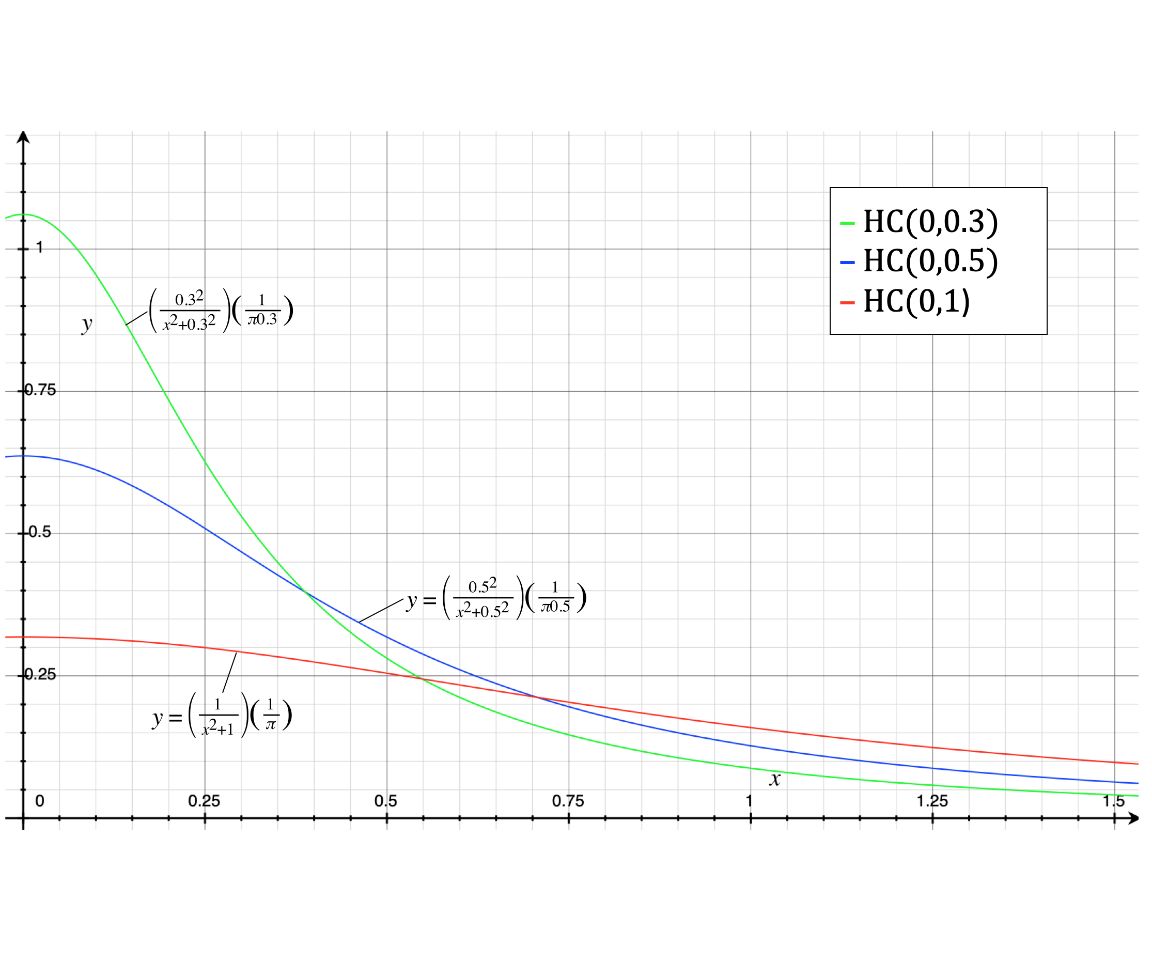 HC(0,0.3)
HC(0,0.5)
HC(0,1)
1
(0.3²/(x²+0.3²))(1/(π0.3))
y
0.75
0.5
y = (0.5²/(x²+0.5²))(1/(π0.5))
0.25
y = (1/(x²+1))(1/π)
x
0 0.25 0.5 0.75 1 1.25 1.5